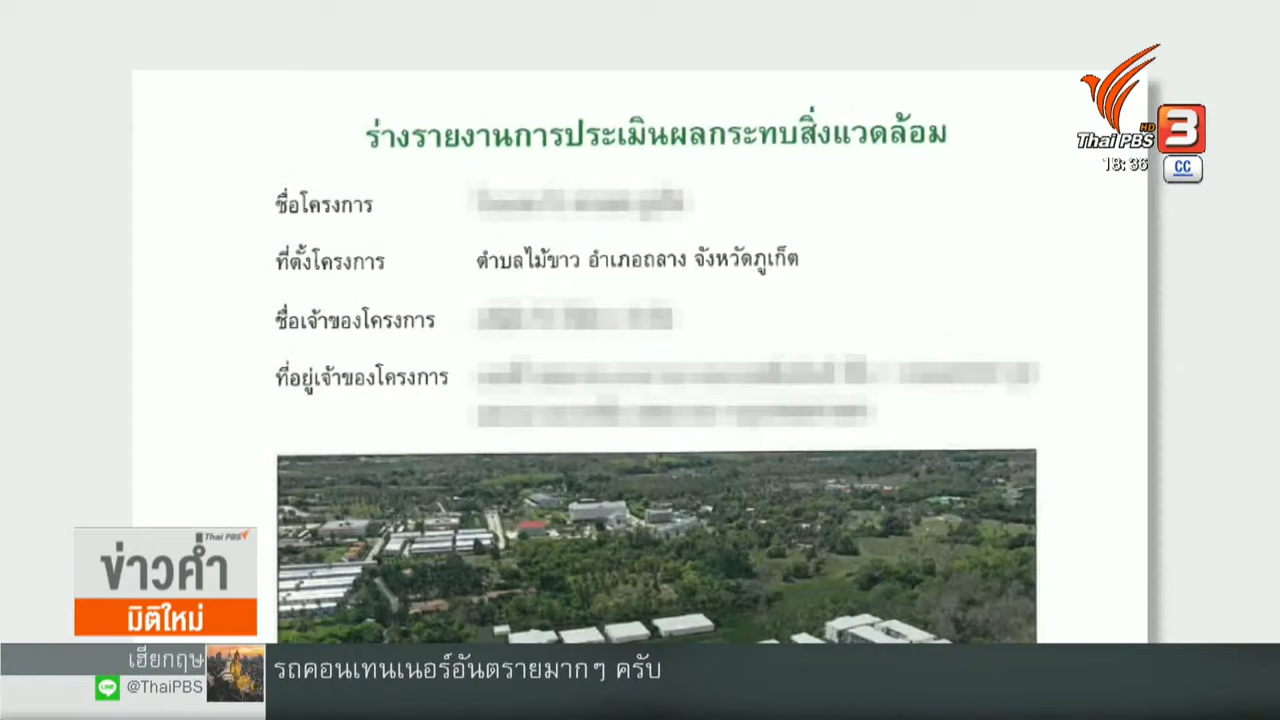 ร่างรายงานการประเมินผลกระทบสิ่งแวดล้อม
ชื่อโครงการ
ที่ตั้งโครงการ ตำบลไม้ขาว อำเภอถลาง จังหวัดภูเก็ต
ชื่อเจ้าของโครงการ
ที่อยู่เจ้าของโครงการ
Thai PBS HD 3
18:36 CC
Thai PBS
ข่าวค่ำ
มิติใหม่
เฮียกฤษ
@ThaiPBS
รถคอนเทนเนอร์อันตรายมากๆ ครับ